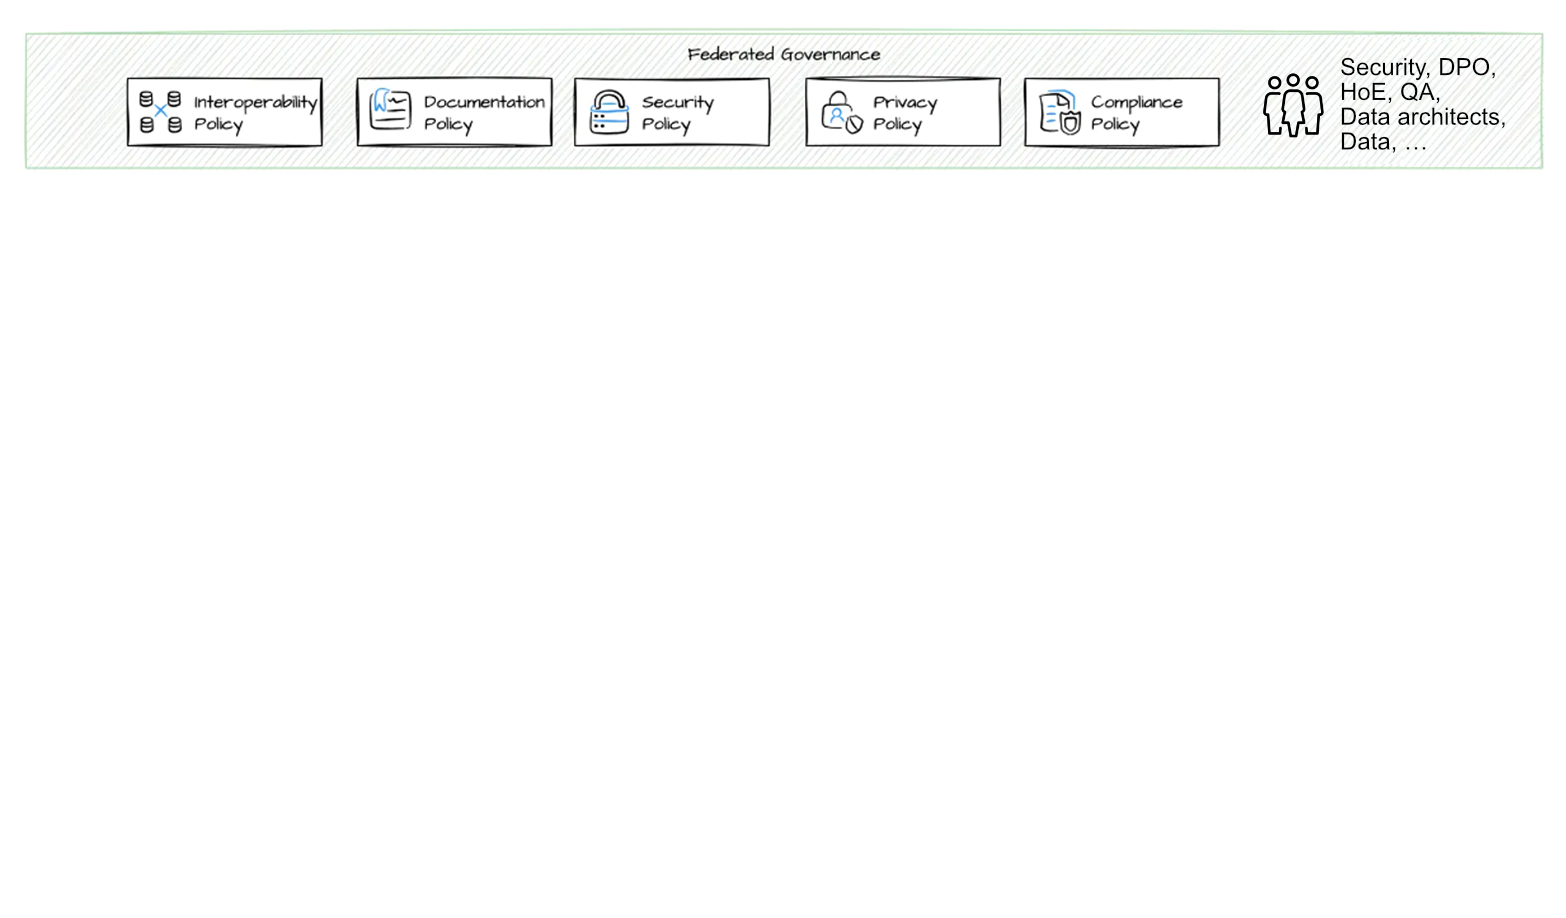 Federated Governance
Interoperability
Policy
Documentation
Policy
Security
Policy
Privacy
Policy
Compliance
Policy
Security, DPO,
HoE, QA,
Data architects,
Data, …